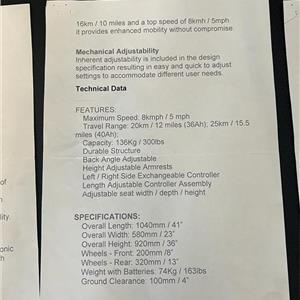 16km / 10 miles and a top speed of 8kmh / 5mph
it provides enhanced mobility without compromise.
Mechanical Adjustability
Inherent adjustability is included in the design
specification resulting in easy and quick to adjust
settings to accommodate different user needs.
Technical Data
FEATURES:
Maximum Speed: 8kmph / 5 mph
Travel Range: 20km / 12 miles (36Ah); 25km / 15.5
miles (40Ah);
Capacity: 136Kg / 300lbs
Durable Structure
Back Angle Adjustable
Height Adjustable Armrests
Left / Right Side Exchangeable Controller
Length Adjustable Controller Assembly
Adjustable seat width / depth / height
of
lity.
onic
h
SPECIFICATIONS:
Overall Length: 1040mm / 41"
Overall Width: 580mm / 23"
Overall Height: 920mm / 36"
Wheels - Front: 200mm /8"
Wheels - Rear: 320mm / 13"
Weight with Batteries: 74Kg / 163lbs
Ground Clearance: 100mm / 4"